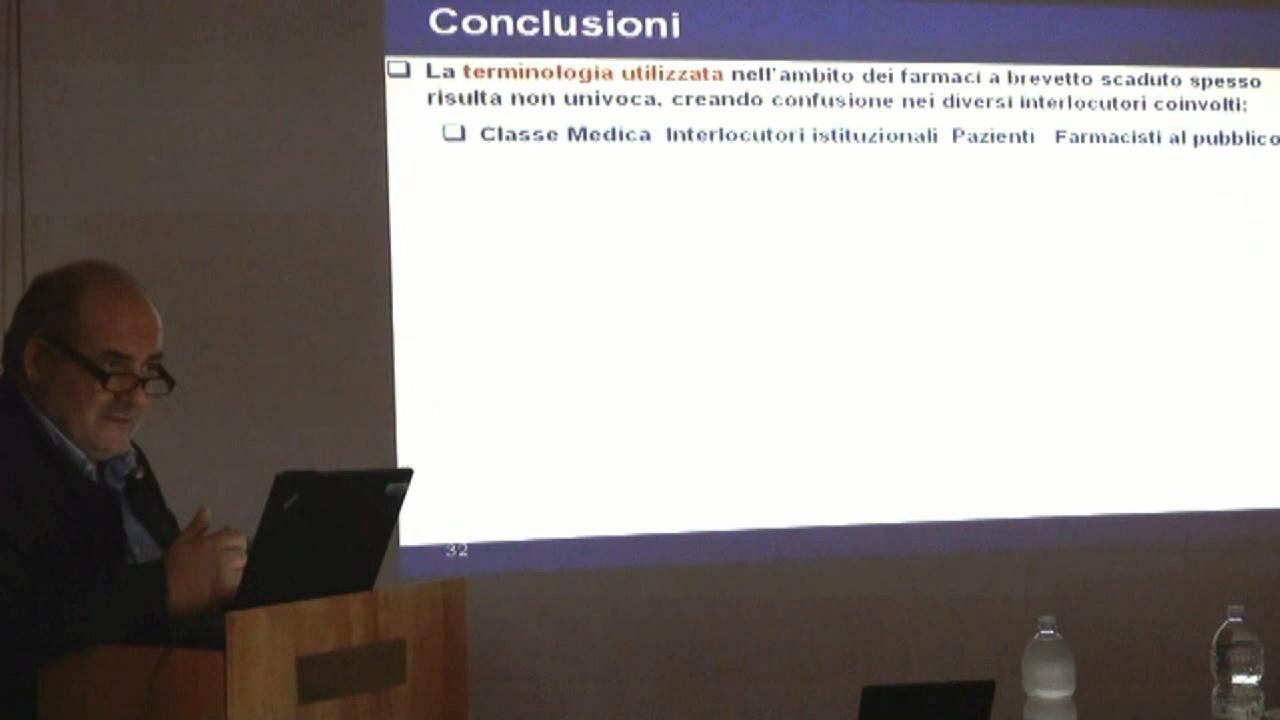 Conclusioni
La terminologia utilizzata nell'ambito dei farmaci a brevetto scaduto spesso
risulta non univoca, creando confusione nei diversi interlocutori coinvolti:
Classe Medica Interlocutori istituzionali Pazienti Farmacisti al pubblico
32